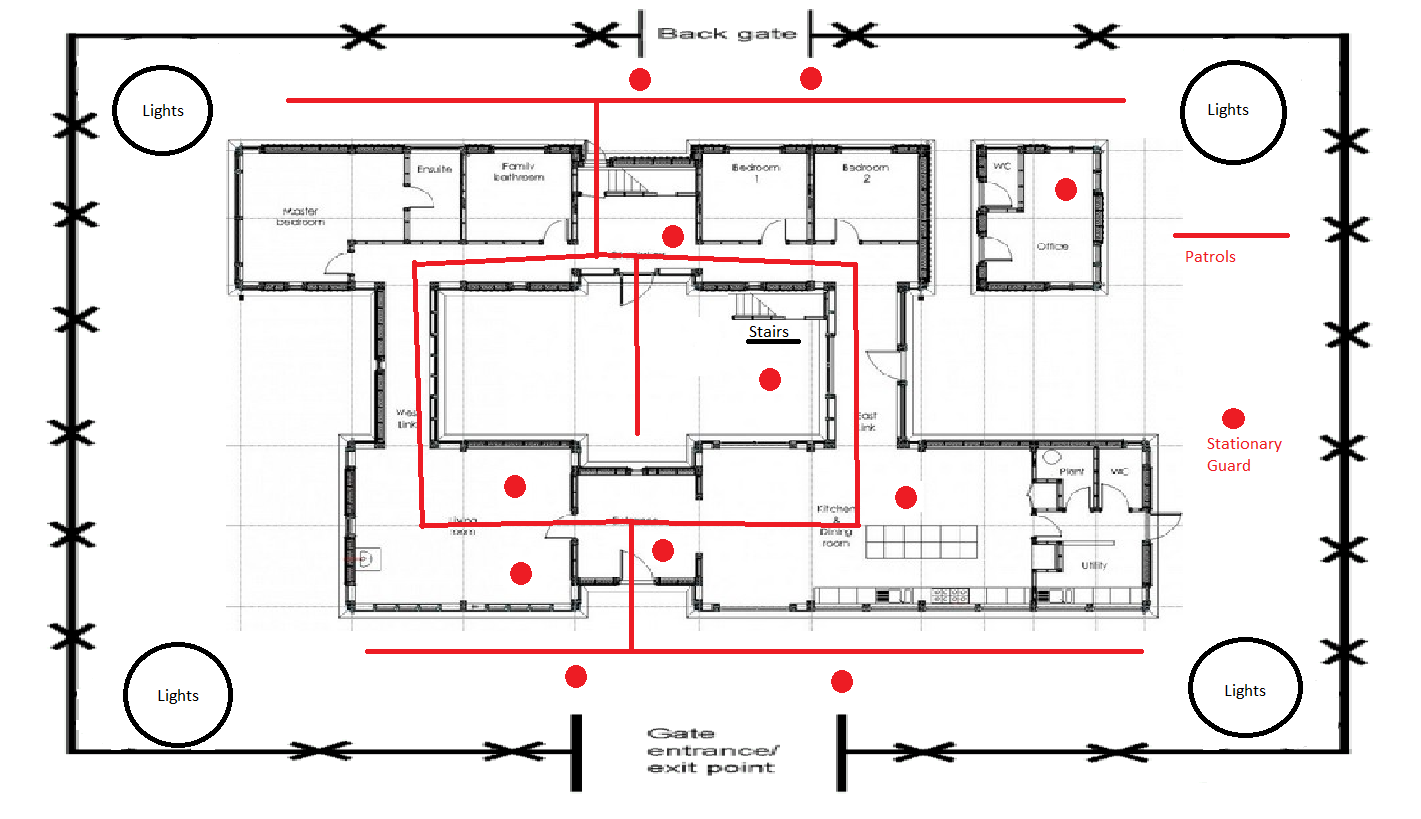 Back gate
Lights
Lights
Ensuite
Family
bathroom
Bedroom
1
Bedroom
2
WC
Master
bedroom
Office
Patrols
Stairs
West
Link
East
Link
Stationary
Guard
Plant
WC
Living
room
Kitchen
&
Dining
room
Utility
Lights
Lights
Gate
entrance/
exit point